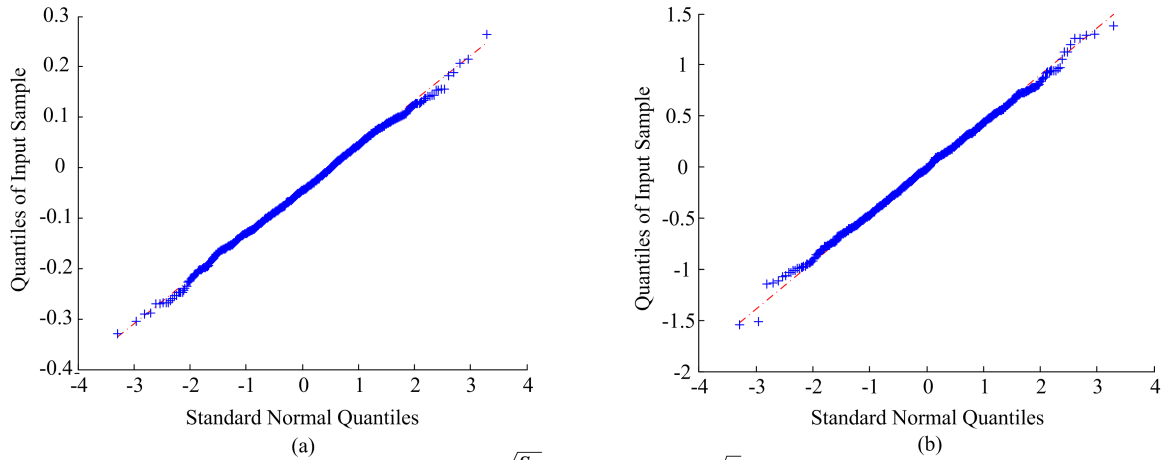 0.3
0.2
0.1
0
-0.1
-0.2
-0.3
-0.4
-4 -3 -2 -1 0 1 2 3 4
Quantiles of Input Sample
Standard Normal Quantiles
(a)
1.5
1
0.5
0
-0.5
-1
-1.5
-2
-4 -3 -2 -1 0 1 2 3 4
Quantiles of Input Sample
Standard Normal Quantiles
(b)